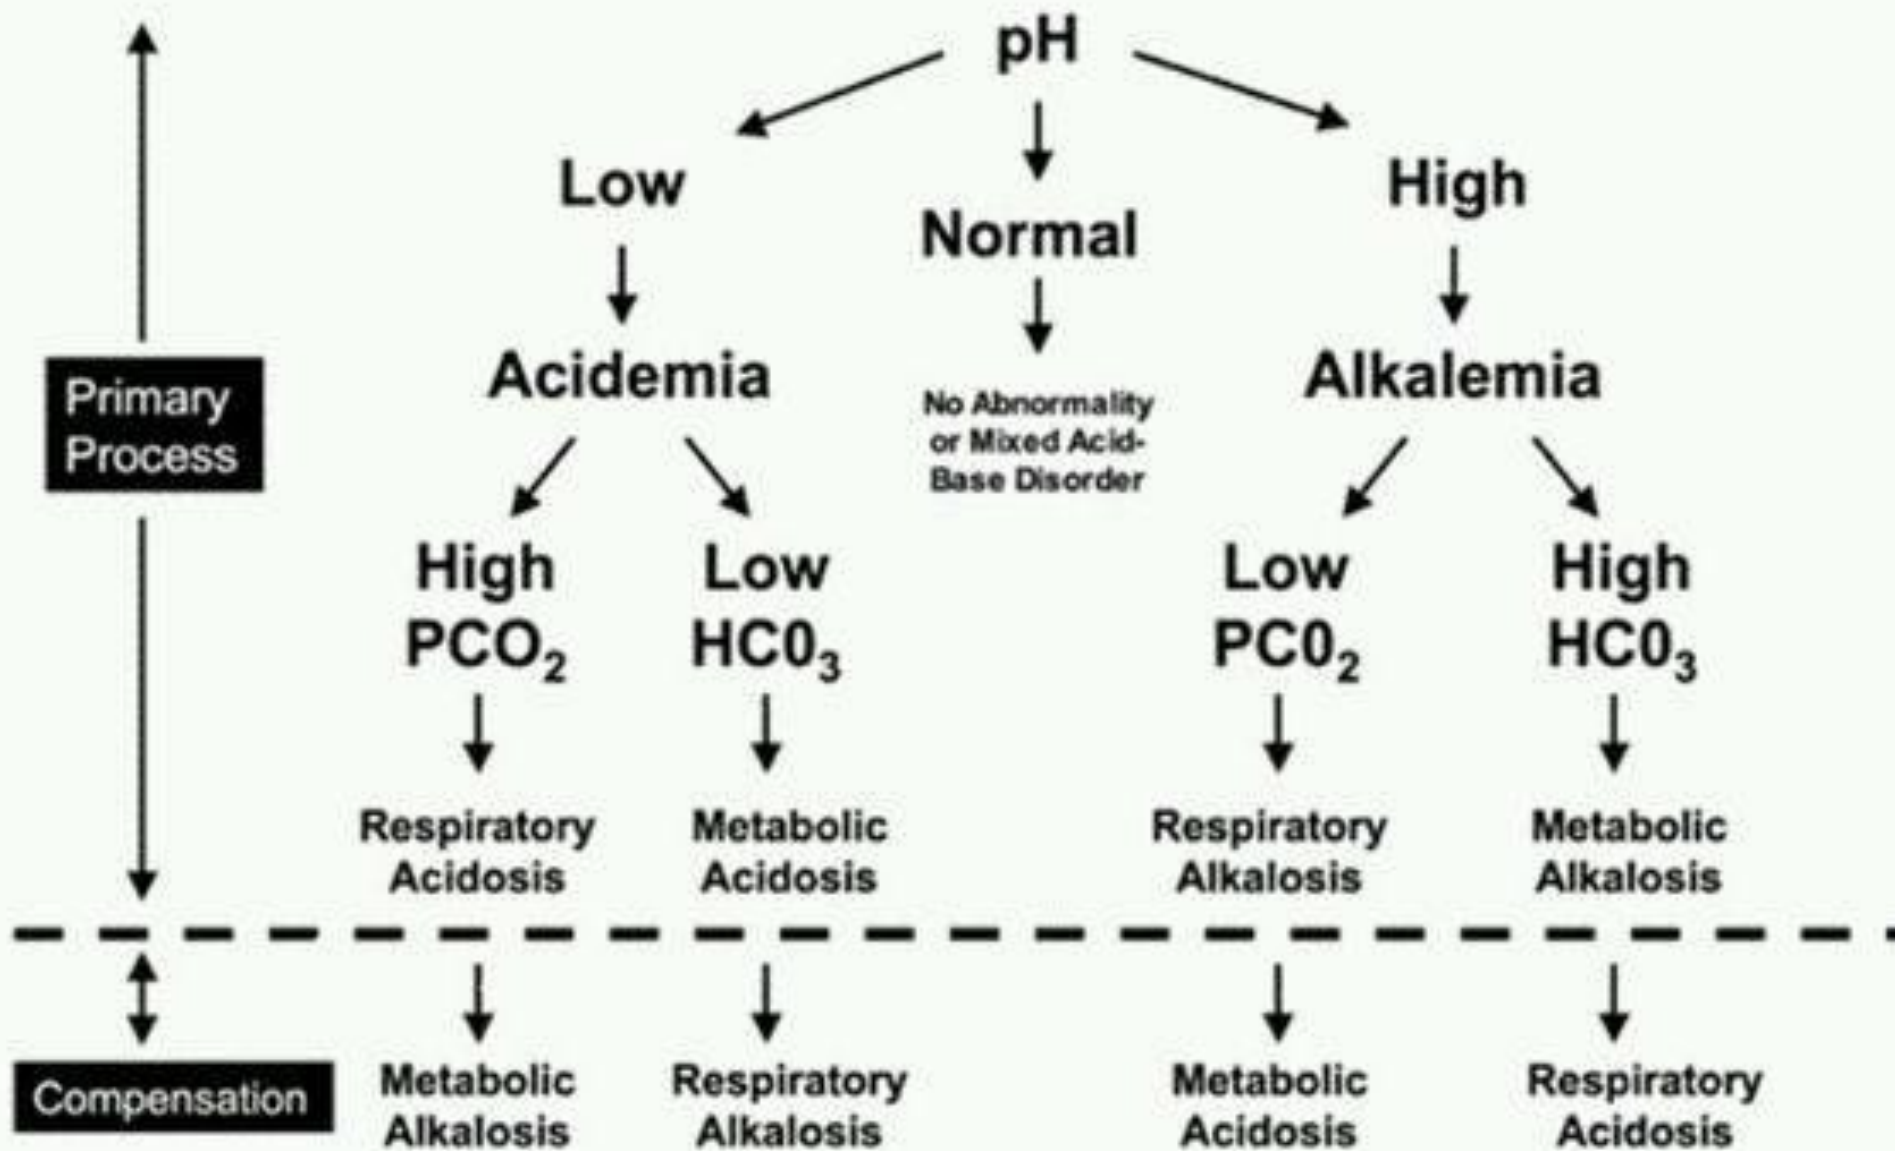 pH
Low
Normal
High
Acidemia
No Abnormality
or Mixed Acid-
Base Disorder
Alkalemia
Primary
Process
High
PCO₂
Low
HC0₃
Low
PC0₂
High
HC0₃
Respiratory
Acidosis
Metabolic
Acidosis
Respiratory
Alkalosis
Metabolic
Alkalosis
Compensation
Metabolic
Alkalosis
Respiratory
Alkalosis
Metabolic
Acidosis
Respiratory
Acidosis